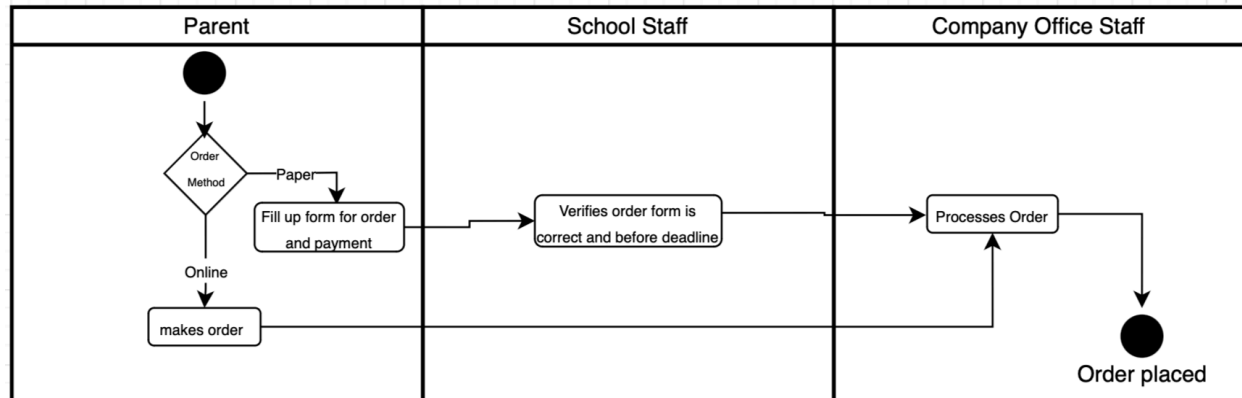 Parent
School Staff
Company Office Staff
Order
Method
Paper
Fill up form for order
and payment
Verifies order form is
correct and before deadline
Processes Order
Online
makes order
Order placed